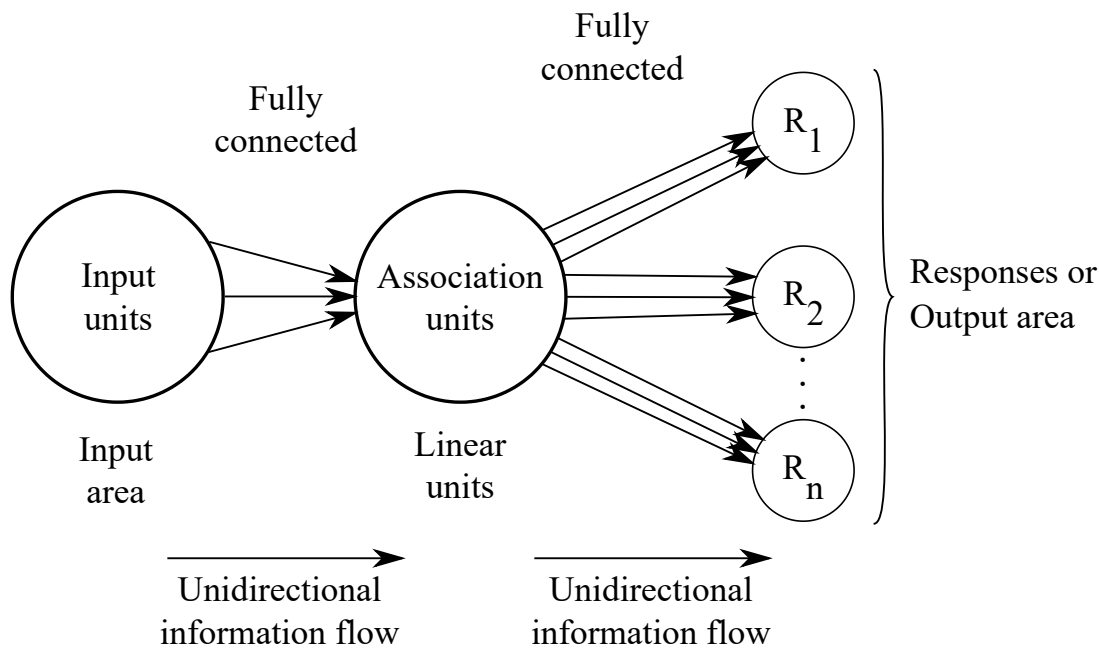 Fully
connected
Fully
connected
R1
Input
units
Association
units
R2
Responses or
Output area
Input
area
Linear
units
Rn
Unidirectional
information flow
Unidirectional
information flow